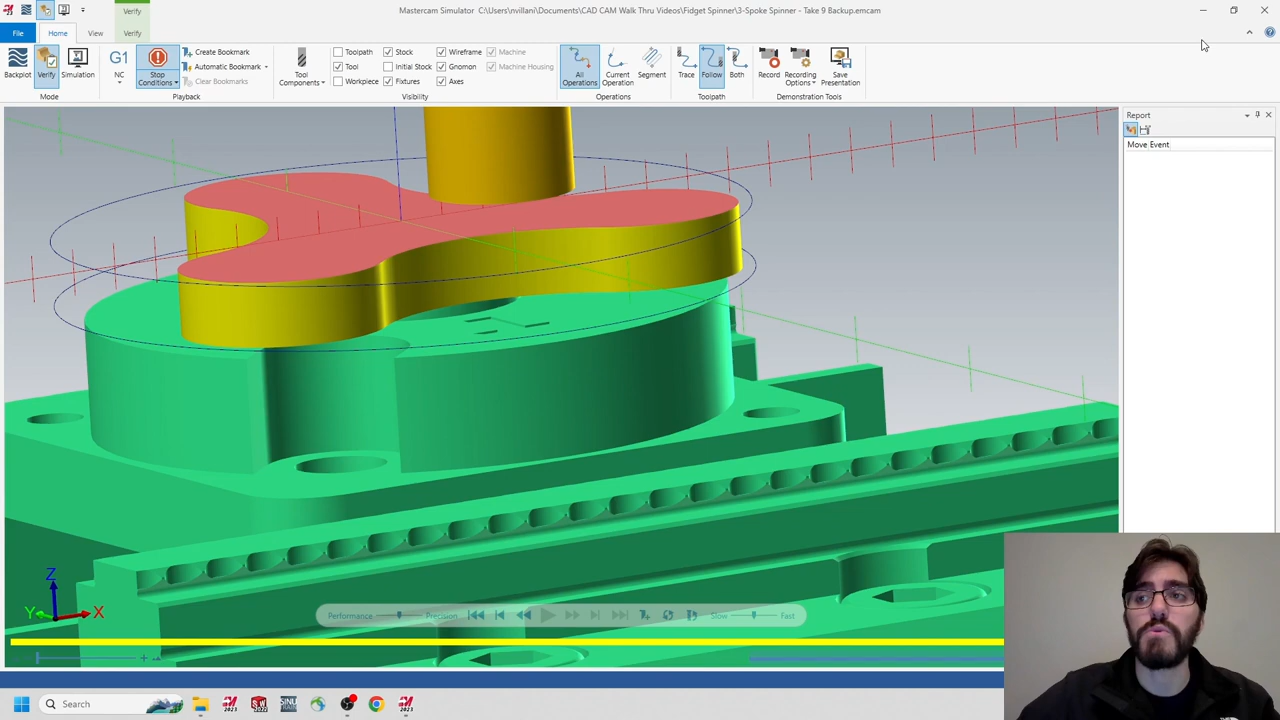 Verify
Mastercam Simulator C:\Users\nvillani\Documents\CAD CAM Walk Thru Videos\Fidget Spinner\3-Spoke Spinner - Take 9 Backup.emcam
File
Home
View
Verify
Backplot
Verify
Simulation
Mode
G1
NC
Stop
Conditions
Create Bookmark
Automatic Bookmark
Clear Bookmarks
Playback
Tool
Components
Toolpath
Stock
Wireframe
Machine
Tool
Initial Stock
Gnomon
Machine Housing
Workpiece
Fixtures
Axes
Visibility
All
Operations
Current
Operation
Segment
Operations
Trace
Follow
Both
Toolpath
Record
Recording
Options
Save
Presentation
Demonstration Tools
Report
Move Event
Z
Y
X
Performance
Precision
Slow
Fast
Search
2023
2023